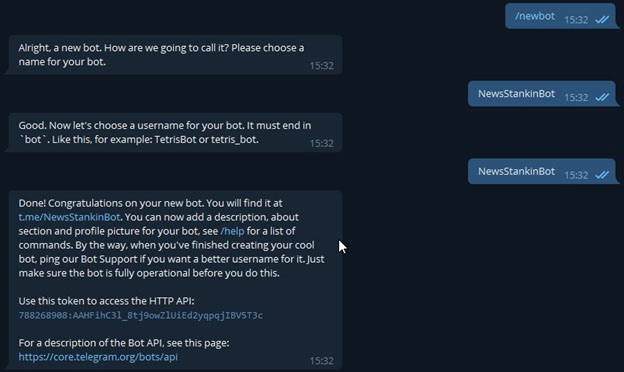 /newbot 15:32
Alright, a new bot. How are we going to call it? Please choose a
name for your bot.
15:32
NewsStankinBot 15:32
Good. Now let's choose a username for your bot. It must end in
`bot`. Like this, for example: TetrisBot or tetris_bot.
15:32
NewsStankinBot 15:32
Done! Congratulations on your new bot. You will find it at
t.me/NewsStankinBot. You can now add a description, about
section and profile picture for your bot, see /help for a list of
commands. By the way, when you've finished creating your cool
bot, ping our Bot Support if you want a better username for it. Just
make sure the bot is fully operational before you do this.
Use this token to access the HTTP API:
788268908:AAHFihC3l_8tj9owZlUiEd2yqpqjIBV5T3c
For a description of the Bot API, see this page:
https://core.telegram.org/bots/api
15:32